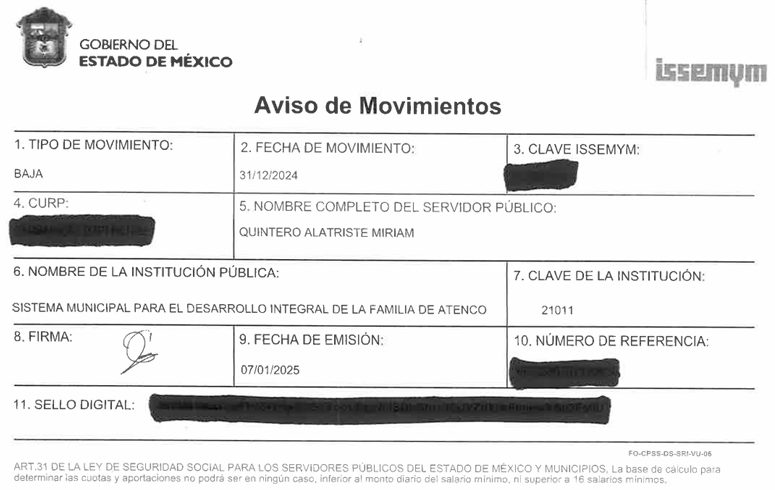 GOBIERNO DEL
ESTADO DE MÉXICO
issemym
Aviso de Movimientos
1. TIPO DE MOVIMIENTO:
BAJA
2. FECHA DE MOVIMIENTO:
31/12/2024
3. CLAVE ISSEMYM:
4. CURP:
5. NOMBRE COMPLETO DEL SERVIDOR PÚBLICO:
QUINTERO ALATRISTE MIRIAM
6. NOMBRE DE LA INSTITUCIÓN PÚBLICA:
SISTEMA MUNICIPAL PARA EL DESARROLLO INTEGRAL DE LA FAMILIA DE ATENCO
7. CLAVE DE LA INSTITUCIÓN:
21011
8. FIRMA:
9. FECHA DE EMISIÓN:
07/01/2025
10. NÚMERO DE REFERENCIA:
11. SELLO DIGITAL:
FO-CPSS-DS-SRI-VU-06
ART.31 DE LA LEY DE SEGURIDAD SOCIAL PARA LOS SERVIDORES PÚBLICOS DEL ESTADO DE MÉXICO Y MUNICIPIOS. La base de cálculo para
determinar las cuotas y aportaciones no podrá ser en ningún caso, inferior al monto diario del salario mínimo, ni superior a 16 salarios mínimos.